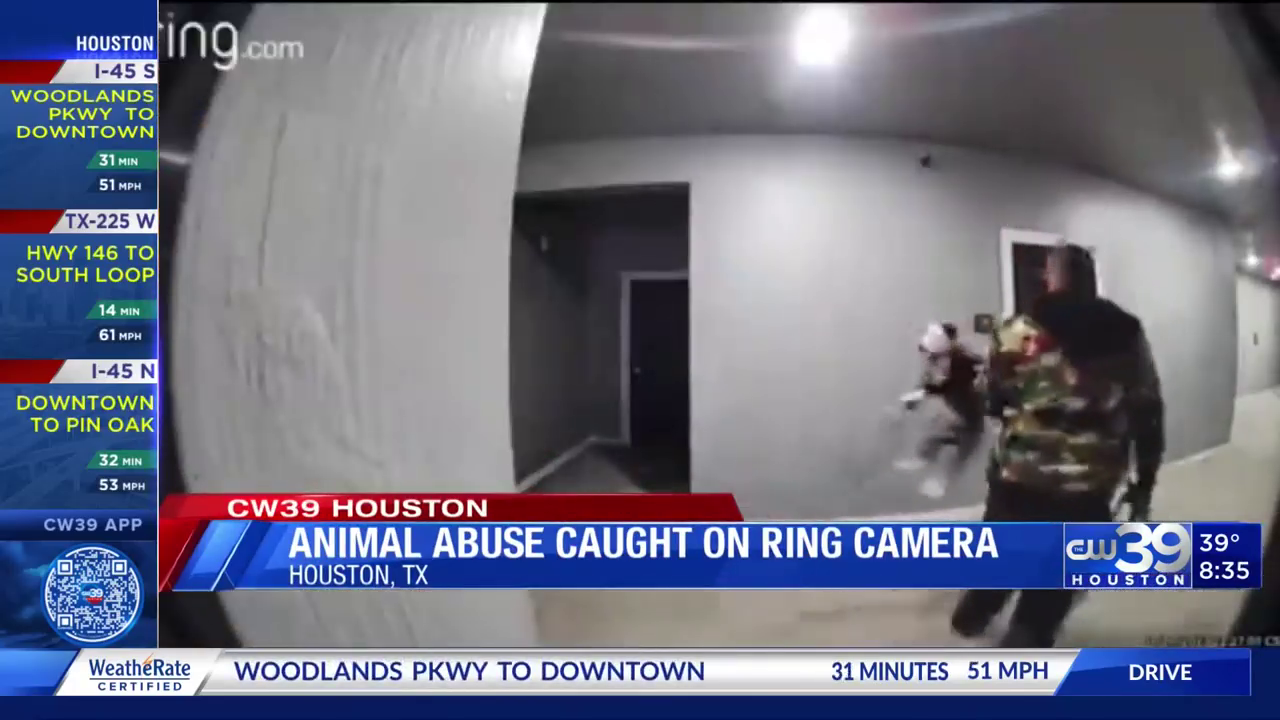 HOUSTON
I-45 S
WOODLANDS
PKWY TO
DOWNTOWN
31 MIN
51 MPH
TX-225 W
HWY 146 TO
SOUTH LOOP
14 MIN
61 MPH
I-45 N
DOWNTOWN
TO PIN OAK
32 MIN
53 MPH
CW39 APP
ring.com
CW39 HOUSTON
ANIMAL ABUSE CAUGHT ON RING CAMERA
HOUSTON, TX
THE CW 39
HOUSTON
39°
8:35
WeatheRate
CERTIFIED
WOODLANDS PKWY TO DOWNTOWN 31 MINUTES 51 MPH DRIVE